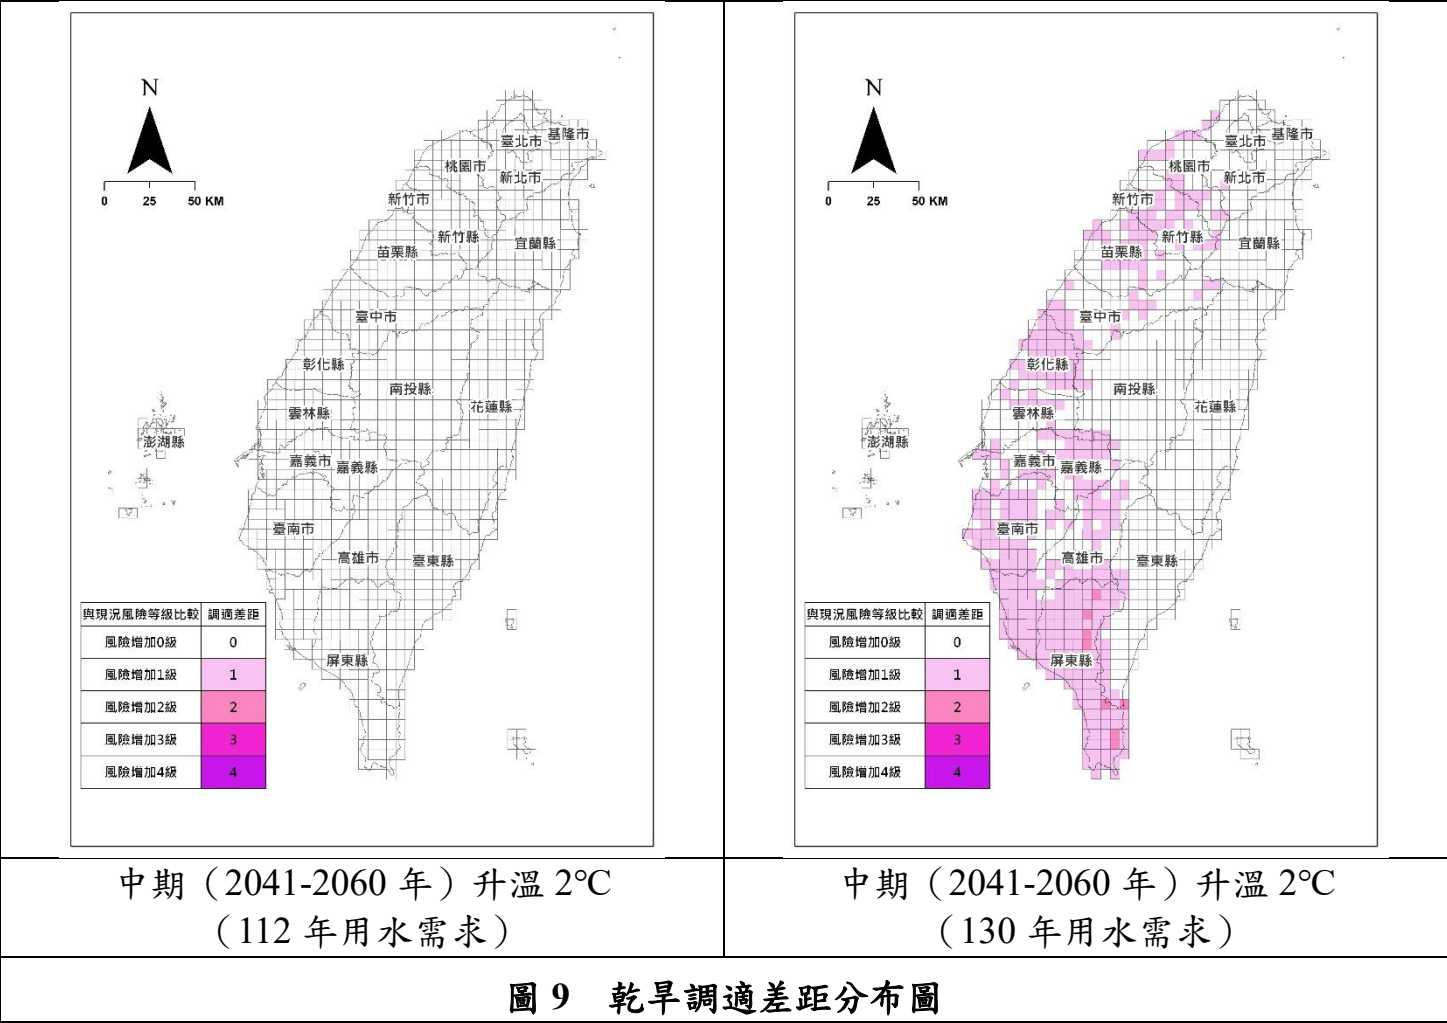 N
0 25 50 KM
基隆市
臺北市
桃園市
新北市
新竹市
新竹縣
宜蘭縣
苗栗縣
臺中市
彰化縣
南投縣
花蓮縣
雲林縣
澎湖縣
嘉義市
嘉義縣
臺南市
高雄市
臺東縣
屏東縣
與現況風險等級比較 調適差距
風險增加0級 0
風險增加1級 1
風險增加2級 2
風險增加3級 3
風險增加4級 4
中期（2041-2060 年）升溫 2℃
（112 年用水需求）
N
0 25 50 KM
基隆市
臺北市
桃園市
新北市
新竹市
新竹縣
宜蘭縣
苗栗縣
臺中市
彰化縣
南投縣
花蓮縣
雲林縣
澎湖縣
嘉義市
嘉義縣
臺南市
高雄市
臺東縣
屏東縣
與現況風險等級比較 調適差距
風險增加0級 0
風險增加1級 1
風險增加2級 2
風險增加3級 3
風險增加4級 4
中期（2041-2060 年）升溫 2℃
（130 年用水需求）
圖 9 乾旱調適差距分布圖